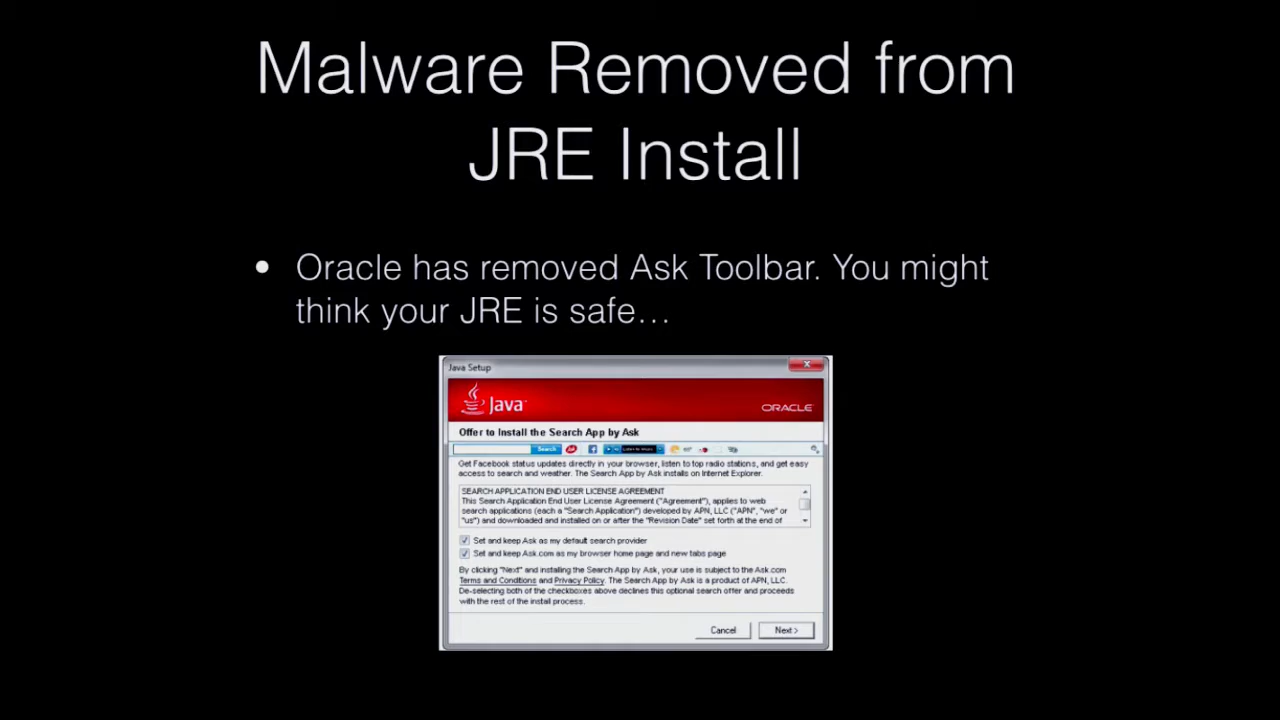 Malware Removed from
JRE Install
• Oracle has removed Ask Toolbar. You might
think your JRE is safe…
Java Setup
Java
ORACLE
Offer to Install the Search App by Ask
Search
Get Facebook status updates directly in your browser, listen to top radio stations, and get easy
access to search and weather. The Search App by Ask installs on Internet Explorer.
SEARCH APPLICATION END USER LICENSE AGREEMENT
This Search Application End User License Agreement ("Agreement"), applies to web
search applications (each a "Search Application") developed by APN, LLC ("APN", "we" or
"us") and downloaded and installed on or after the "Revision Date" set forth at the end of
Set and keep Ask as my default search provider
Set and keep Ask.com as my browser home page and new tabs page
By clicking "Next" and installing the Search App by Ask, your use is subject to the Ask.com
Terms and Conditions and Privacy Policy. The Search App by Ask is a product of APN, LLC.
De-selecting both of the checkboxes above declines this optional search offer and proceeds
with the rest of the install process.
Cancel
Next >